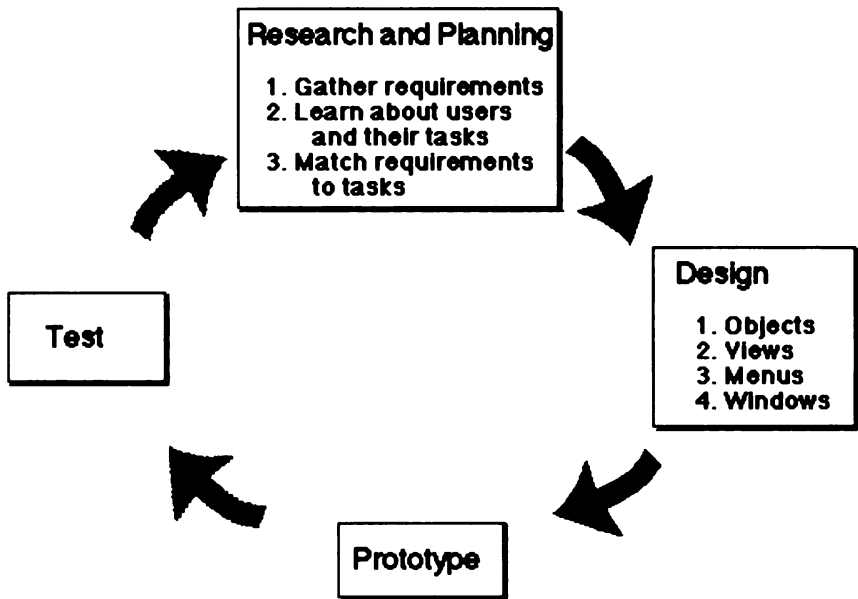 Research and Planning
1. Gather requirements
2. Learn about users
and their tasks
3. Match requirements
to tasks
Design
1. Objects
2. Views
3. Menus
4. Windows
Prototype
Test